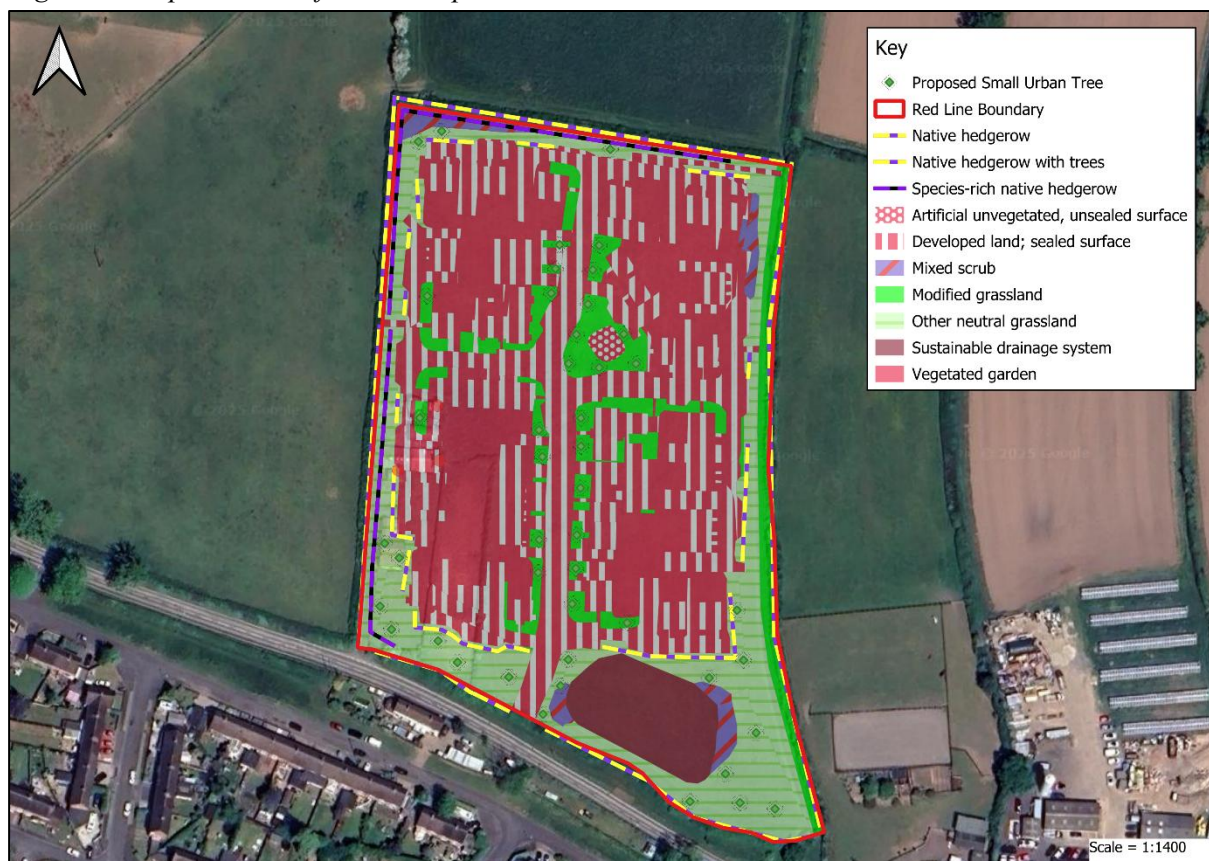 Key
Proposed Small Urban Tree
Red Line Boundary
Native hedgerow
Native hedgerow with trees
Species-rich native hedgerow
Artificial unvegetated, unsealed surface
Developed land; sealed surface
Mixed scrub
Modified grassland
Other neutral grassland
Sustainable drainage system
Vegetated garden
© 2025 Google
Scale = 1:1400